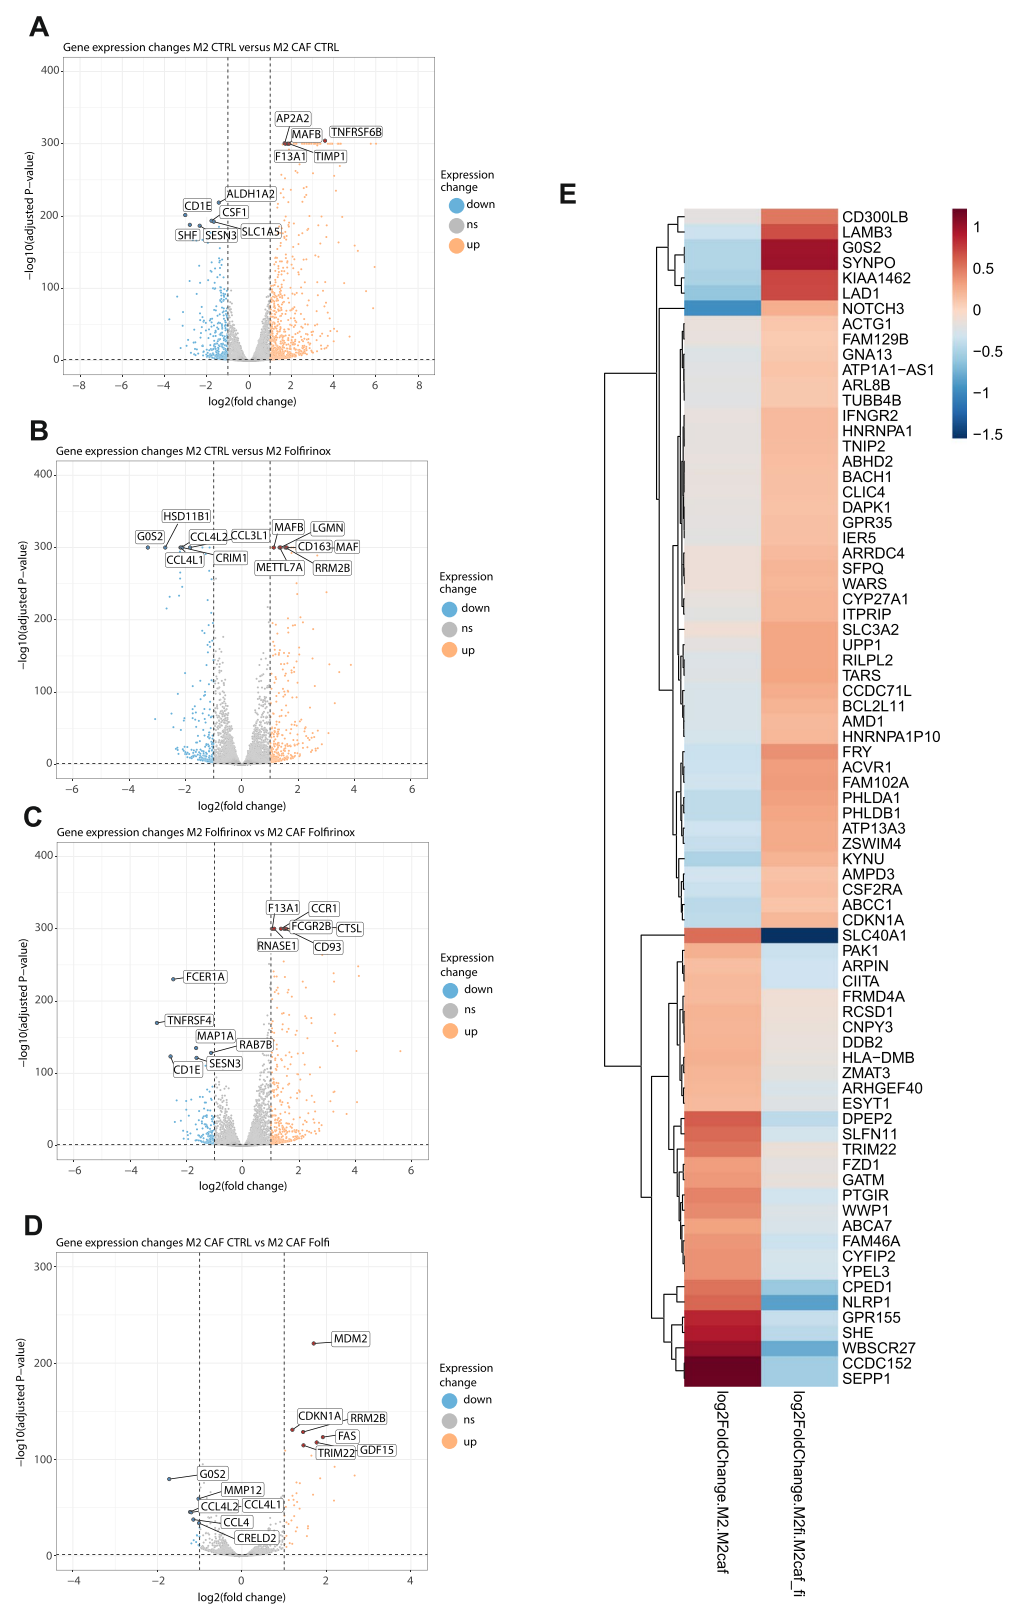 A
Gene expression changes M2 CTRL versus M2 CAF CTRL
400
300
200
100
0
−log10(adjusted P−value)
AP2A2
MAFB
TNFRSF6B
F13A1
TIMP1
ALDH1A2
CD1E
CSF1
SLC1A5
SHF
SESN3
−8
−6
−4
−2
0
2
4
6
8
log2(fold change)
Expression
change
down
ns
up
B
Gene expression changes M2 CTRL versus M2 Folfirinox
400
300
200
100
0
−log10(adjusted P−value)
HSD11B1
G0S2
CCL4L2
CCL3L1
CCL4L1
CRIM1
MAFB
LGMN
CD163
MAF
METTL7A
RRM2B
−6
−4
−2
0
2
4
6
log2(fold change)
Expression
change
down
ns
up
C
Gene expression changes M2 Folfirinox vs M2 CAF Folfirinox
400
300
200
100
0
−log10(adjusted P−value)
F13A1
CCR1
FCGR2B
CTSL
RNASE1
CD93
FCER1A
TNFRSF4
MAP1A
RAB7B
CD1E
SESN3
−6
−4
−2
0
2
4
6
log2(fold change)
Expression
change
down
ns
up
D
Gene expression changes M2 CAF CTRL vs M2 CAF Folfi
300
200
100
0
−log10(adjusted P−value)
MDM2
CDKN1A
RRM2B
FAS
TRIM22
GDF15
G0S2
MMP12
CCL4L2
CCL4L1
CCL4
CRELD2
−4
−2
0
2
4
log2(fold change)
Expression
change
down
ns
up
E
CD300LB
LAMB3
G0S2
SYNPO
KIAA1462
LAD1
NOTCH3
ACTG1
FAM129B
GNA13
ATP1A1−AS1
ARL8B
TUBB4B
IFNGR2
HNRNPA1
TNIP2
ABHD2
BACH1
CLIC4
DAPK1
GPR35
IER5
ARRDC4
SFPQ
WARS
CYP27A1
ITPRIP
SLC3A2
UPP1
RILPL2
TARS
CCDC71L
BCL2L11
AMD1
HNRNPA1P10
FRY
ACVR1
FAM102A
PHLDA1
PHLDB1
ATP13A3
ZSWIM4
KYNU
AMPD3
CSF2RA
ABCC1
CDKN1A
SLC40A1
PAK1
ARPIN
CIITA
FRMD4A
RCSD1
CNPY3
DDB2
HLA−DMB
ZMAT3
ARHGEF40
ESYT1
DPEP2
SLFN11
TRIM22
FZD1
GATM
PTGIR
WWP1
ABCA7
FAM46A
CYFIP2
YPEL3
CPED1
NLRP1
GPR155
SHE
WBSCR27
CCDC152
SEPP1
log2FoldChange.M2.M2caf
log2FoldChange.M2fi.M2caf_fi
1
0.5
0
−0.5
−1
−1.5